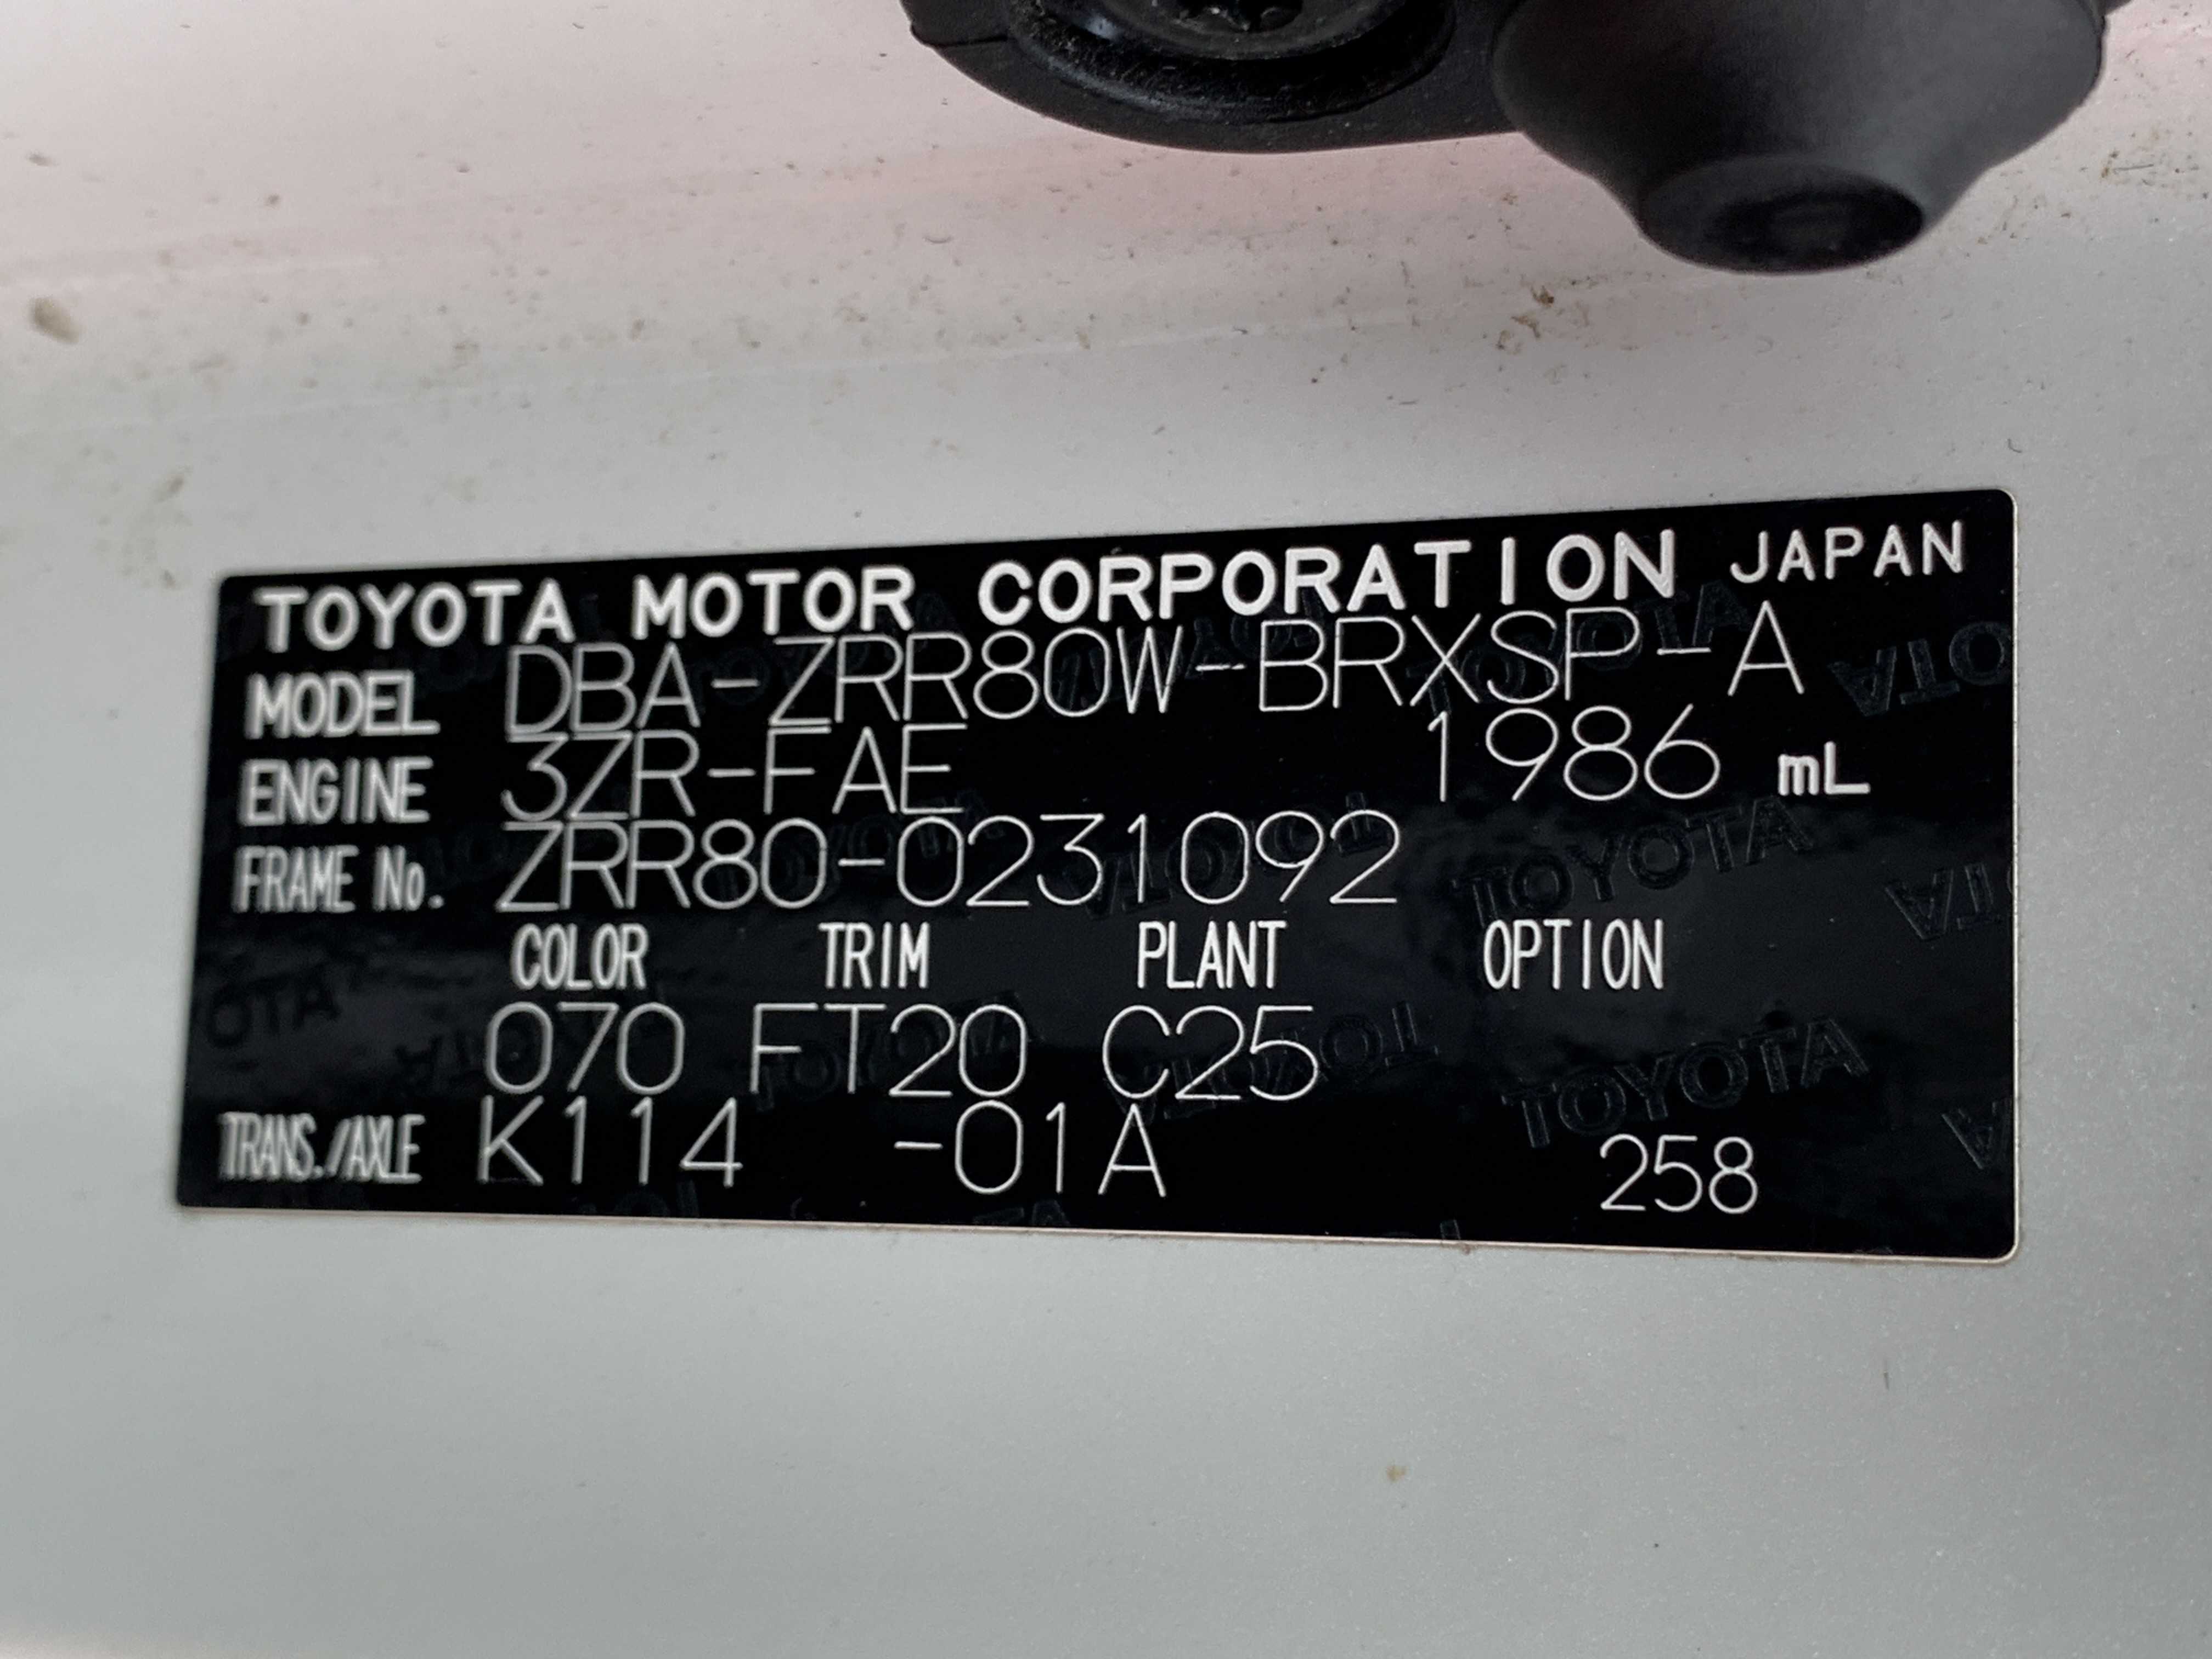 TOYOTA MOTOR CORPORATION JAPAN
MODEL DBA-ZRR80W-BRXSP-A
ENGINE 3ZR-FAE 1986 mL
FRAME No. ZRR80-0231092
COLOR TRIM PLANT OPTION
070 FT20 C25
TRANS./AXLE K114 -01A 258